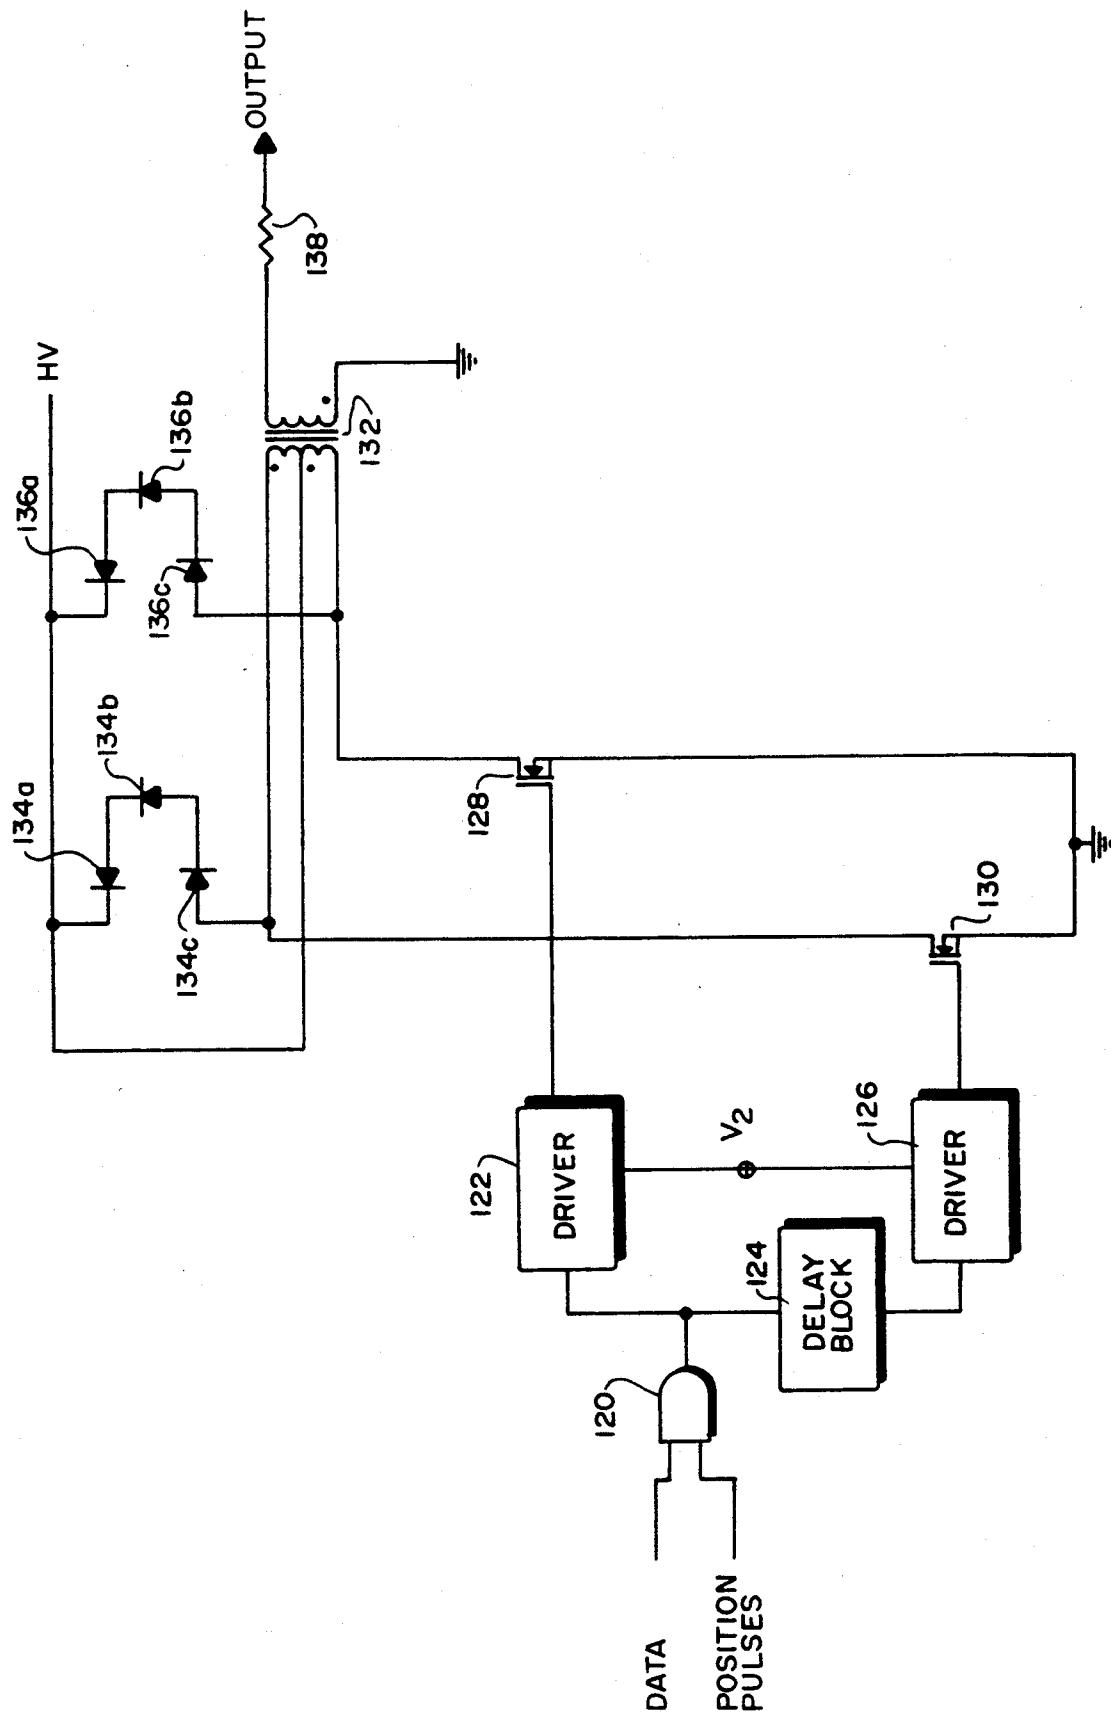 HV
136a
136b
136c
134a
134b
134c
OUTPUT
138
132
128
130
122
DRIVER
V2
126
DRIVER
124
DELAY
BLOCK
120
DATA
POSITION
PULSES